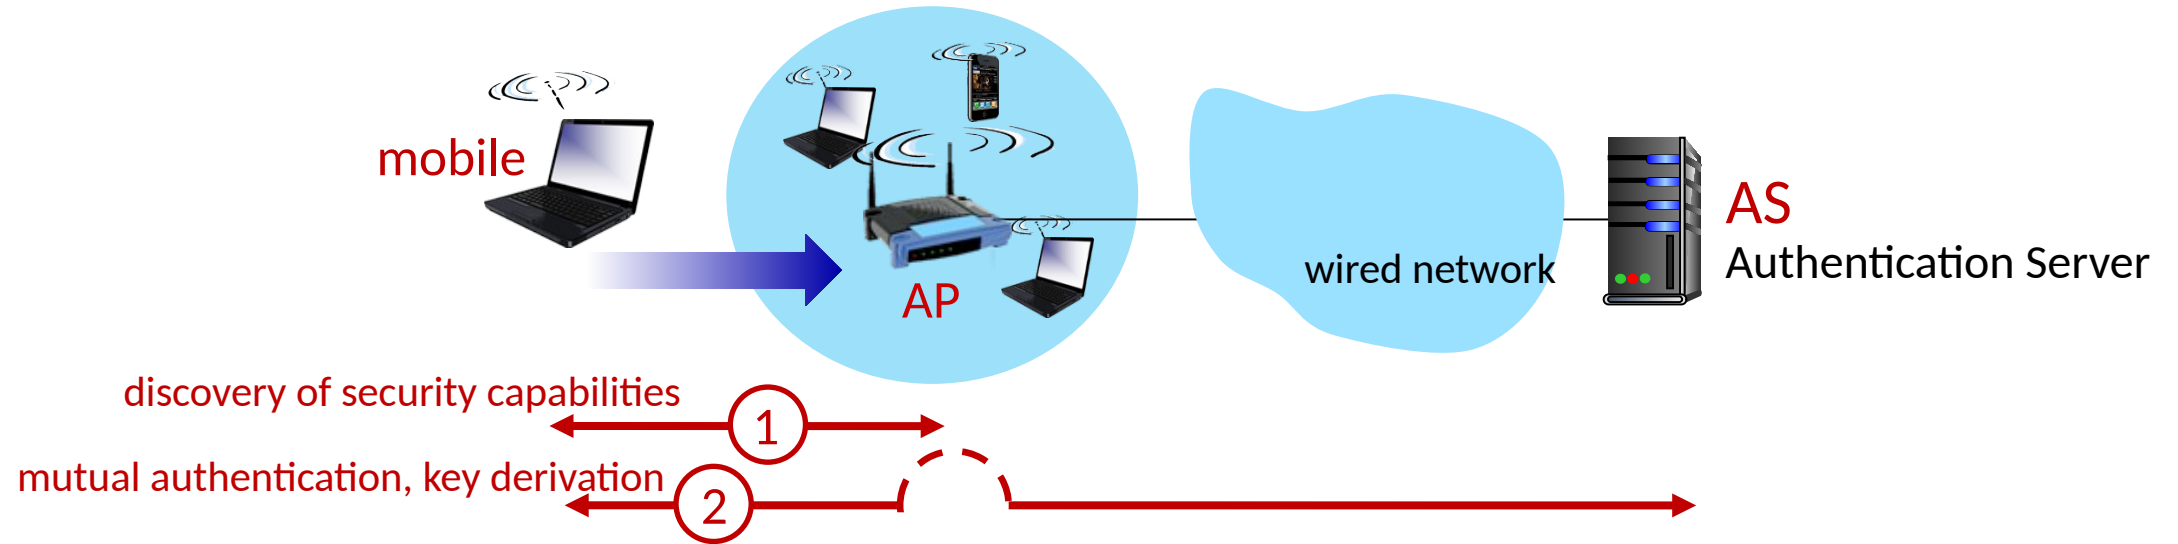 mobile
AP
wired network
AS
Authentication Server
discovery of security capabilities
1
mutual authentication, key derivation
2